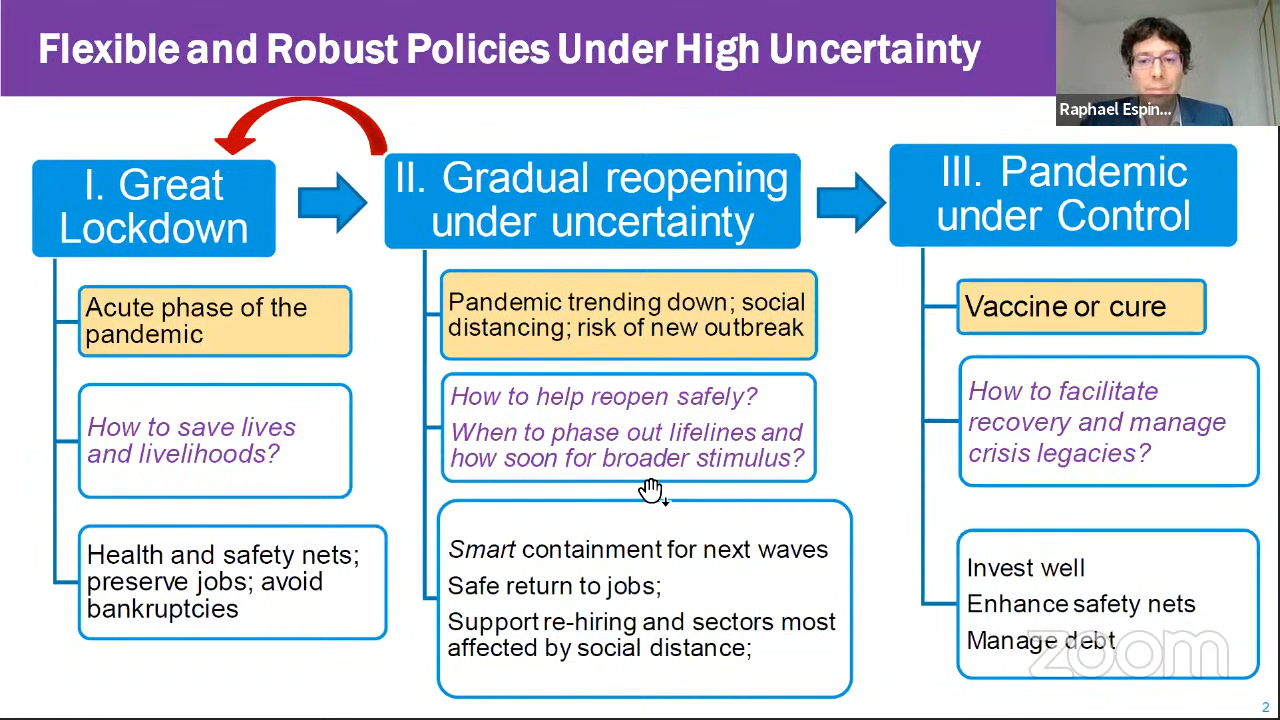 Flexible and Robust Policies Under High Uncertainty
Raphael Espin...
I. Great
Lockdown
Acute phase of the
pandemic
How to save lives
and livelihoods?
Health and safety nets;
preserve jobs; avoid
bankruptcies
II. Gradual reopening
under uncertainty
Pandemic trending down; social
distancing; risk of new outbreak
How to help reopen safely?
When to phase out lifelines and
how soon for broader stimulus?
Smart containment for next waves
Safe return to jobs;
Support re-hiring and sectors most
affected by social distance;
III. Pandemic
under Control
Vaccine or cure
How to facilitate
recovery and manage
crisis legacies?
Invest well
Enhance safety nets
Manage debt
zoom
2